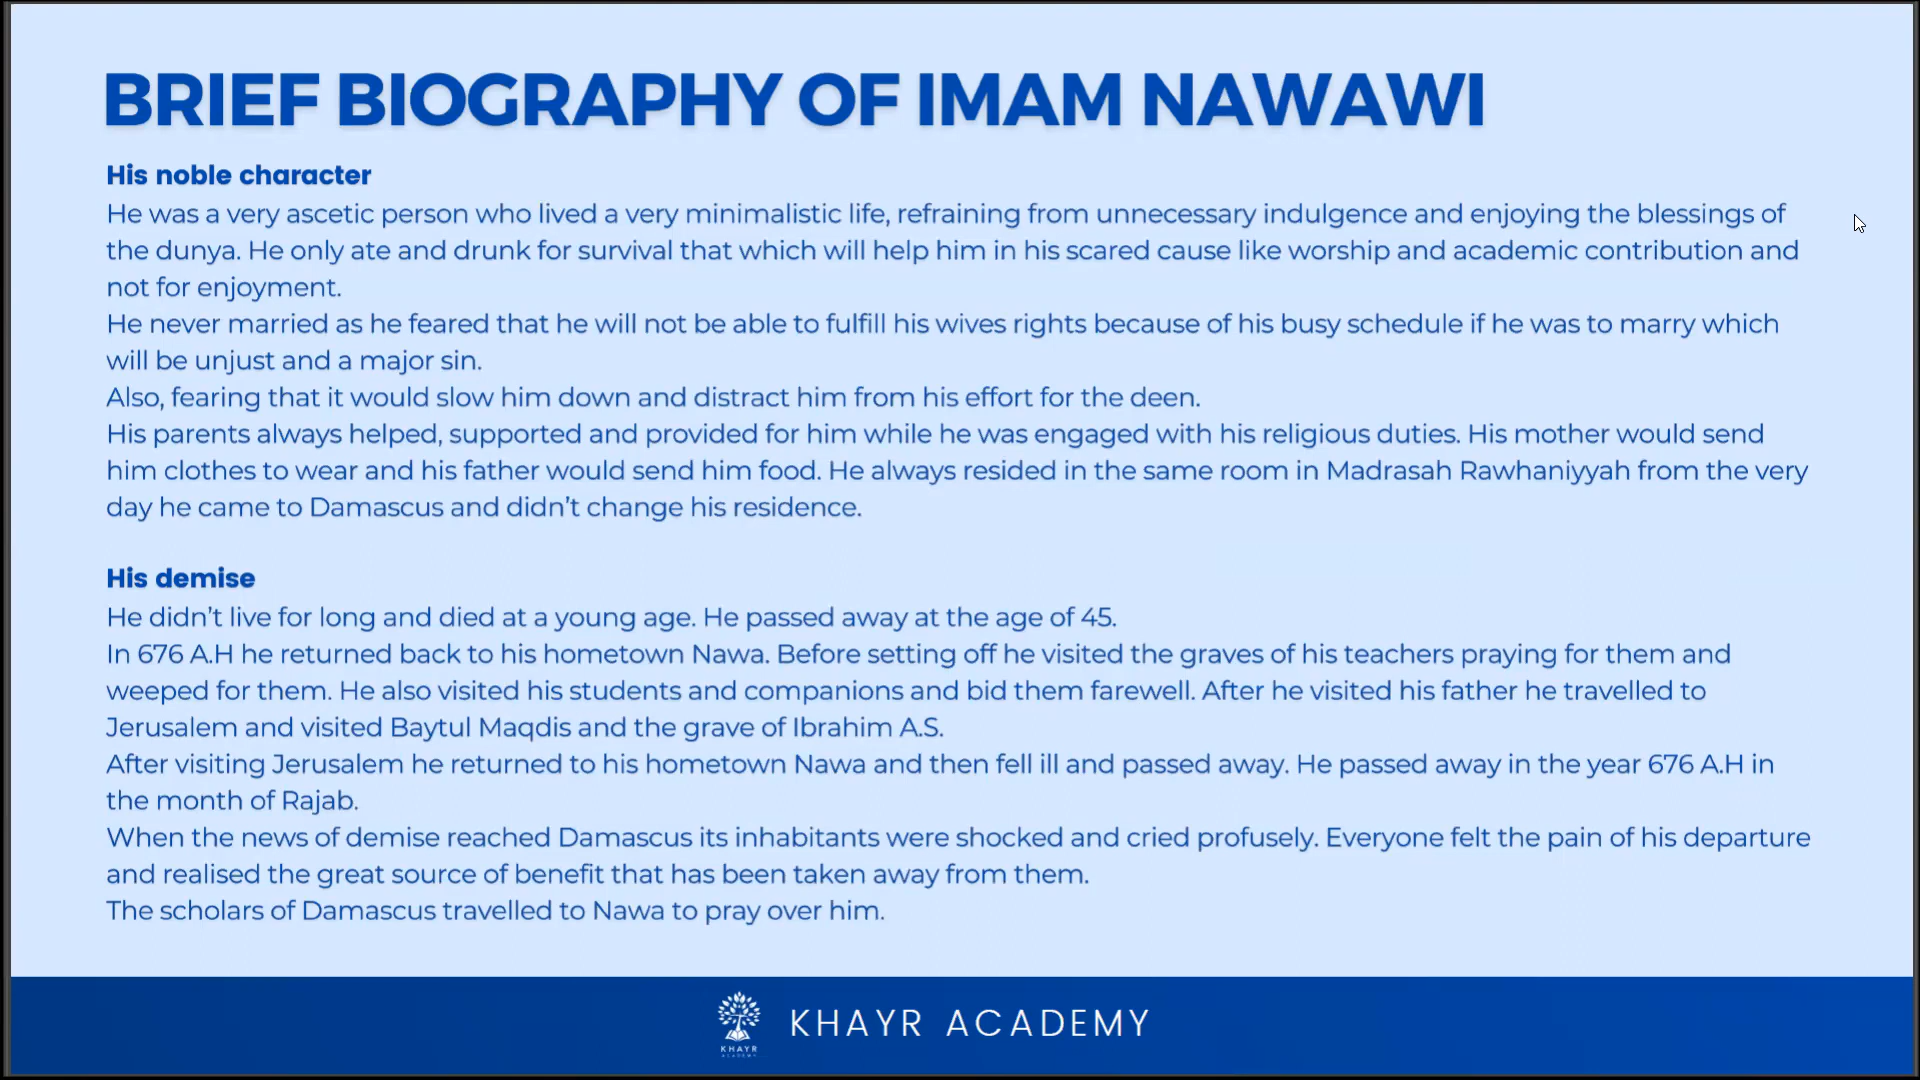 BRIEF BIOGRAPHY OF IMAM NAWAWI
His noble character
He was a very ascetic person who lived a very minimalistic life, refraining from unnecessary indulgence and enjoying the blessings of
the dunya. He only ate and drunk for survival that which will help him in his scared cause like worship and academic contribution and
not for enjoyment.
He never married as he feared that he will not be able to fulfill his wives rights because of his busy schedule if he was to marry which
will be unjust and a major sin.
Also, fearing that it would slow him down and distract him from his effort for the deen.
His parents always helped, supported and provided for him while he was engaged with his religious duties. His mother would send
him clothes to wear and his father would send him food. He always resided in the same room in Madrasah Rawhaniyyah from the very
day he came to Damascus and didn’t change his residence.
His demise
He didn’t live for long and died at a young age. He passed away at the age of 45.
In 676 A.H he returned back to his hometown Nawa. Before setting off he visited the graves of his teachers praying for them and
weeped for them. He also visited his students and companions and bid them farewell. After he visited his father he travelled to
Jerusalem and visited Baytul Maqdis and the grave of Ibrahim A.S.
After visiting Jerusalem he returned to his hometown Nawa and then fell ill and passed away. He passed away in the year 676 A.H in
the month of Rajab.
When the news of demise reached Damascus its inhabitants were shocked and cried profusely. Everyone felt the pain of his departure
and realised the great source of benefit that has been taken away from them.
The scholars of Damascus travelled to Nawa to pray over him.
KHAYR
ACADEMY
KHAYR ACADEMY